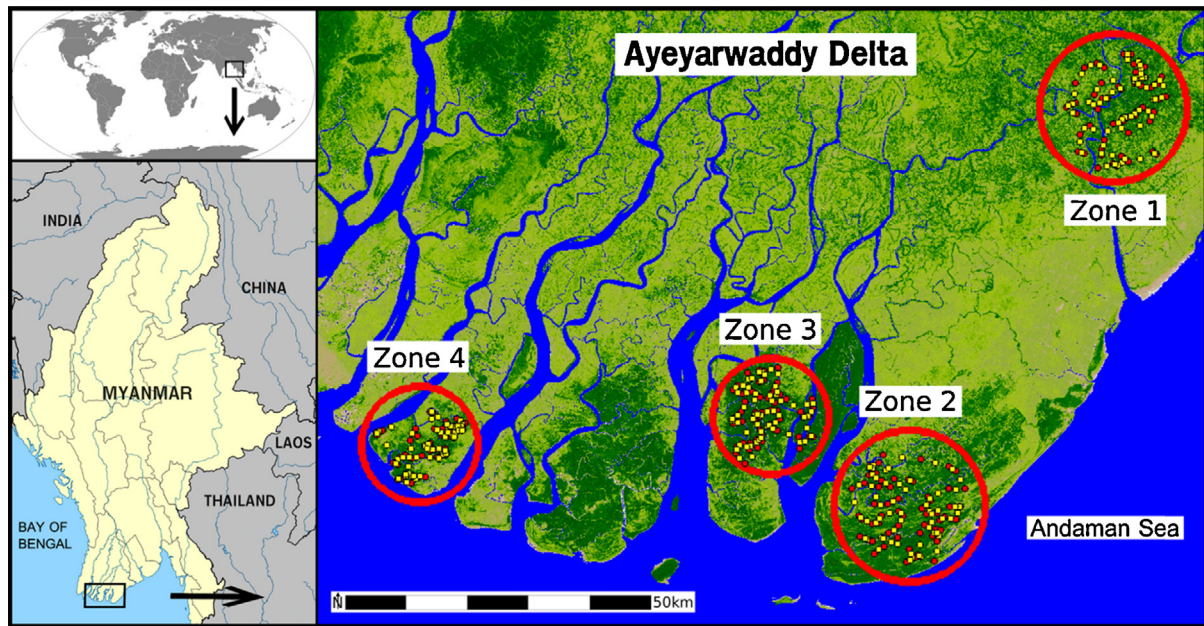 INDIA
CHINA
MYANMAR
LAOS
THAILAND
BAY OF
BENGAL
Ayeyarwaddy Delta
Zone 1
Zone 3
Zone 4
Zone 2
Andaman Sea
N
50km